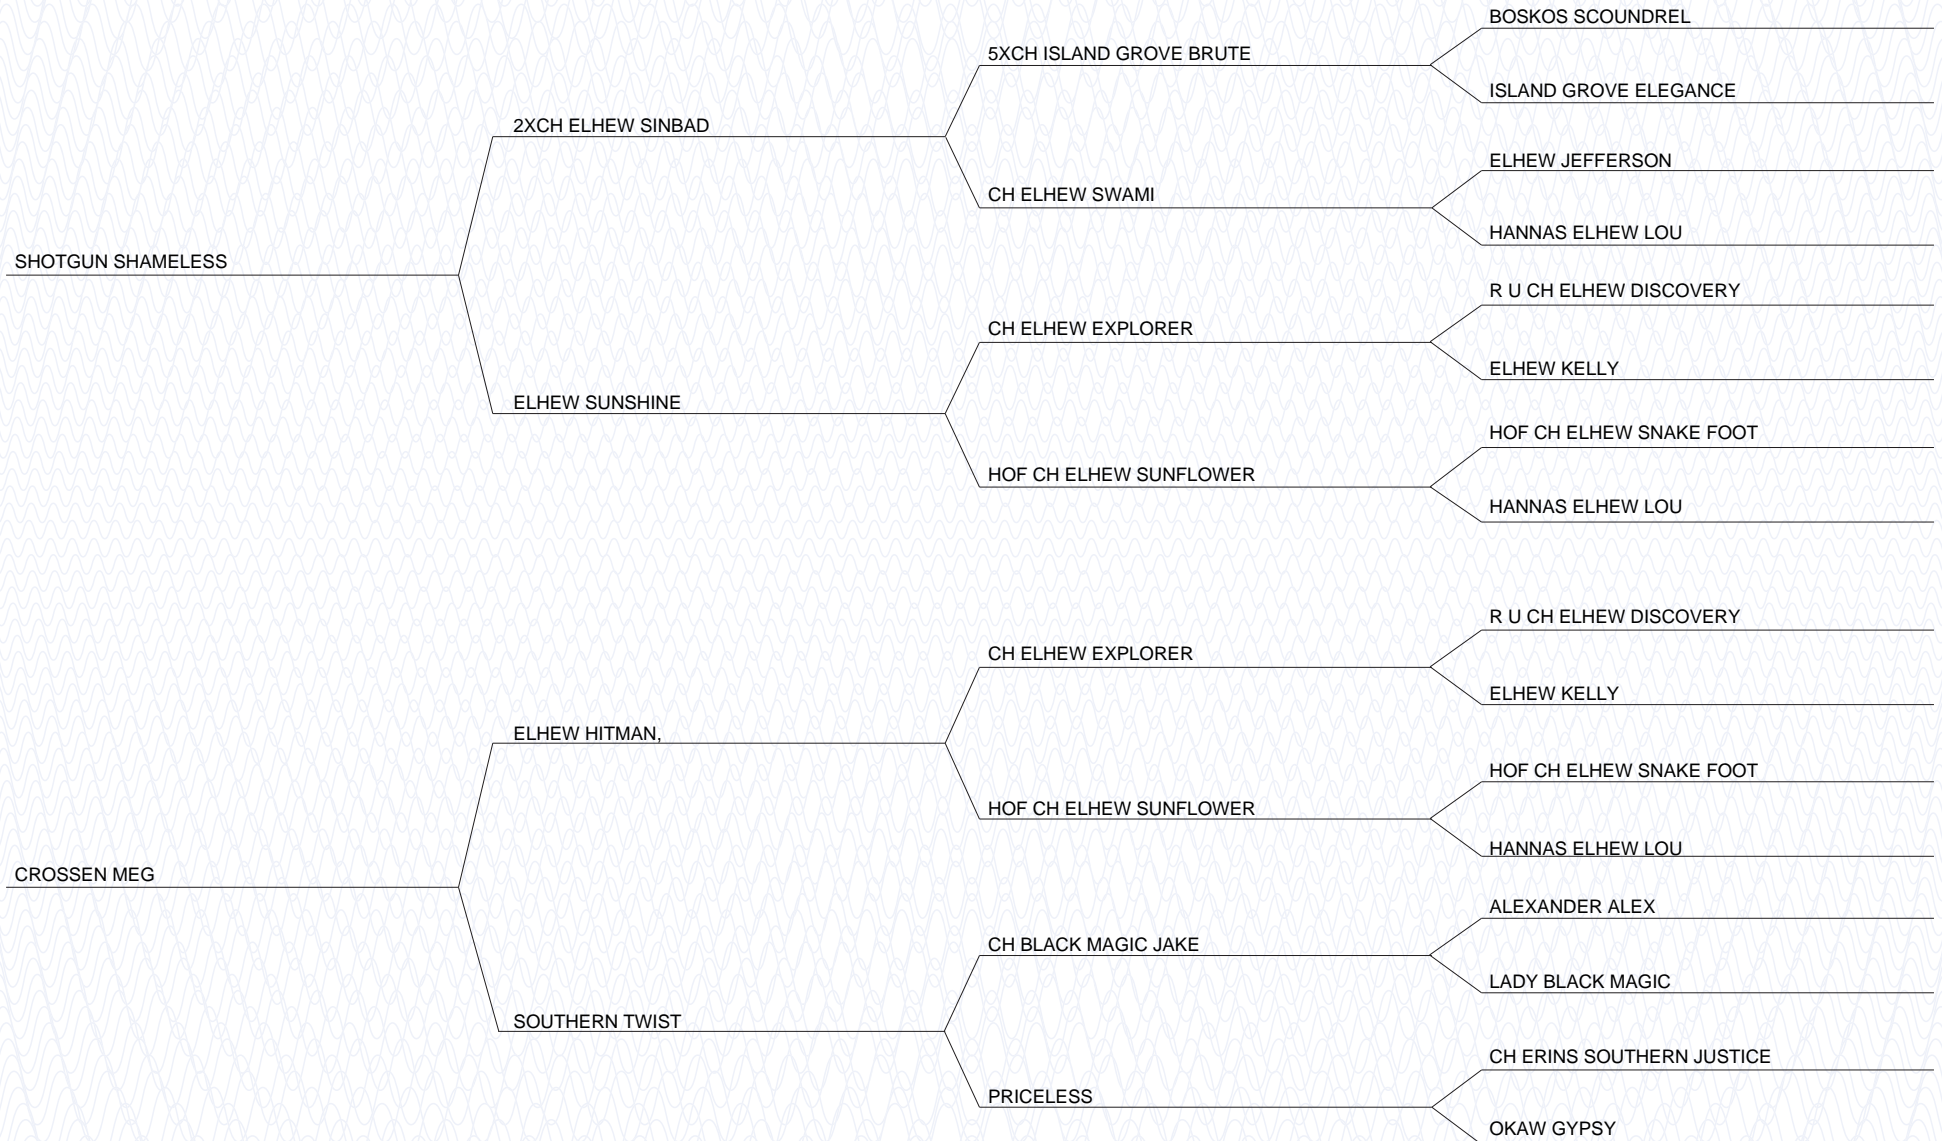 BOSKOS SCOUNDREL
5XCH ISLAND GROVE BRUTE
ISLAND GROVE ELEGANCE
2XCH ELHEW SINBAD
ELHEW JEFFERSON
CH ELHEW SWAMI
HANNAS ELHEW LOU
SHOTGUN SHAMELESS
R U CH ELHEW DISCOVERY
CH ELHEW EXPLORER
ELHEW KELLY
ELHEW SUNSHINE
HOF CH ELHEW SNAKE FOOT
HOF CH ELHEW SUNFLOWER
HANNAS ELHEW LOU
R U CH ELHEW DISCOVERY
CH ELHEW EXPLORER
ELHEW KELLY
ELHEW HITMAN,
HOF CH ELHEW SNAKE FOOT
HOF CH ELHEW SUNFLOWER
HANNAS ELHEW LOU
CROSSEN MEG
ALEXANDER ALEX
CH BLACK MAGIC JAKE
LADY BLACK MAGIC
SOUTHERN TWIST
CH ERINS SOUTHERN JUSTICE
PRICELESS
OKAW GYPSY